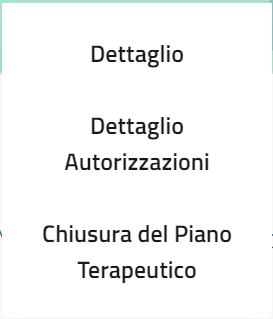 Dettaglio
Dettaglio
Autorizzazioni
Chiusura del Piano
Terapeutico